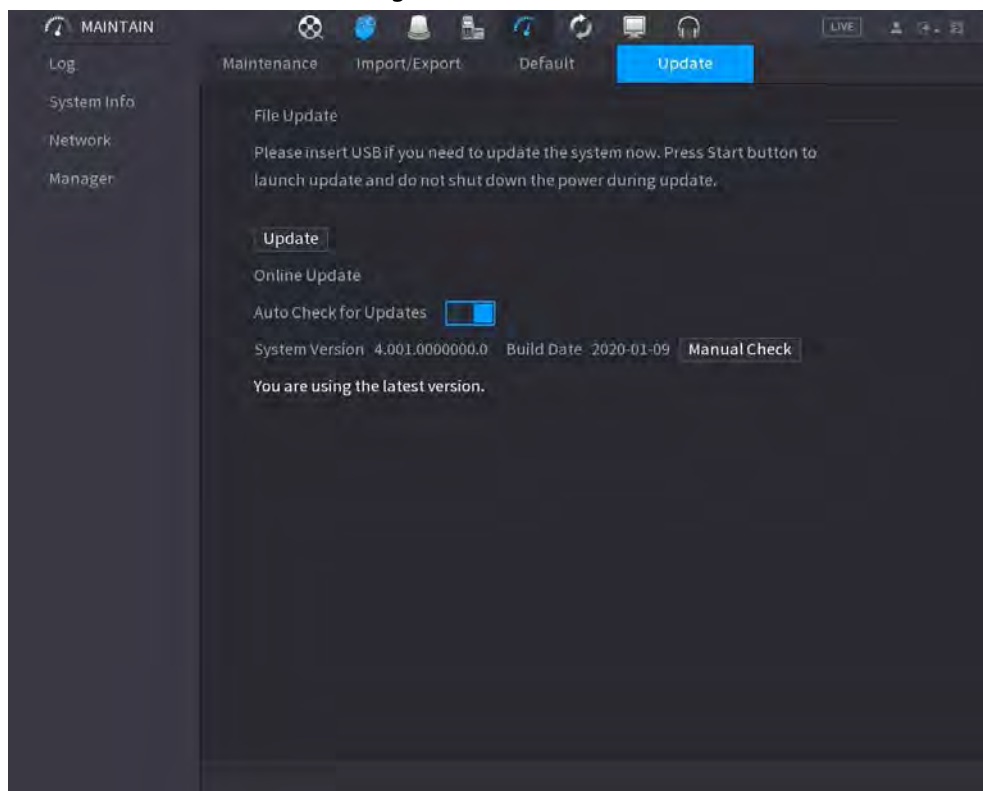 MAINTAIN
LIVE
Log
System Info
Network
Manager
Maintenance Import/Export Default Update
File Update
Please insert USB if you need to update the system now. Press Start button to
launch update and do not shut down the power during update.
Update
Online Update
Auto Check for Updates
System Version 4.001.0000000.0 Build Date 2020-01-09 Manual Check
You are using the latest version.